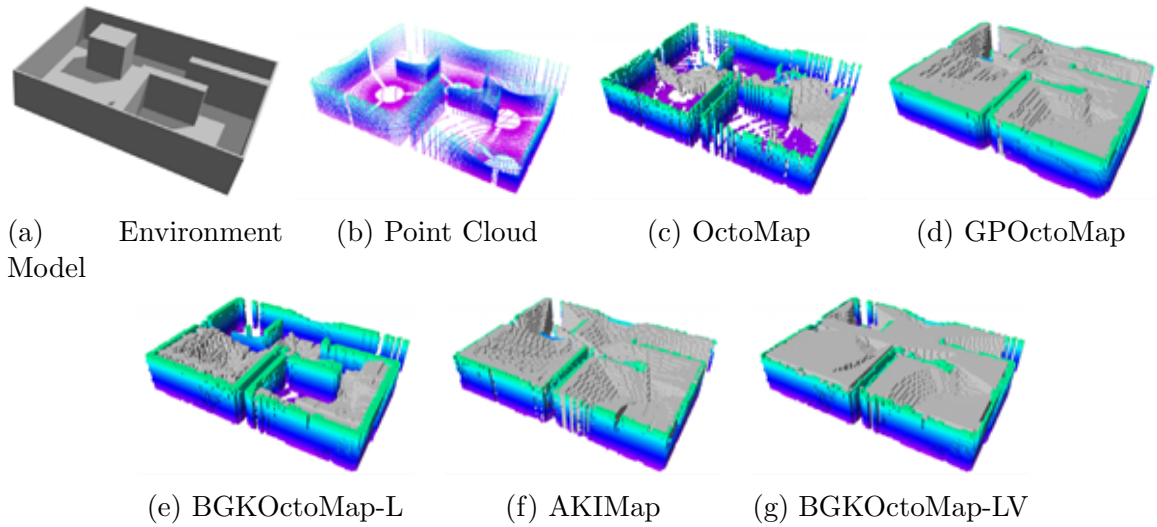 (a) Environment
Model
(b) Point Cloud
(c) OctoMap
(d) GPOctoMap
(e) BGKOctoMap-L
(f) AKIMap
(g) BGKOctoMap-LV